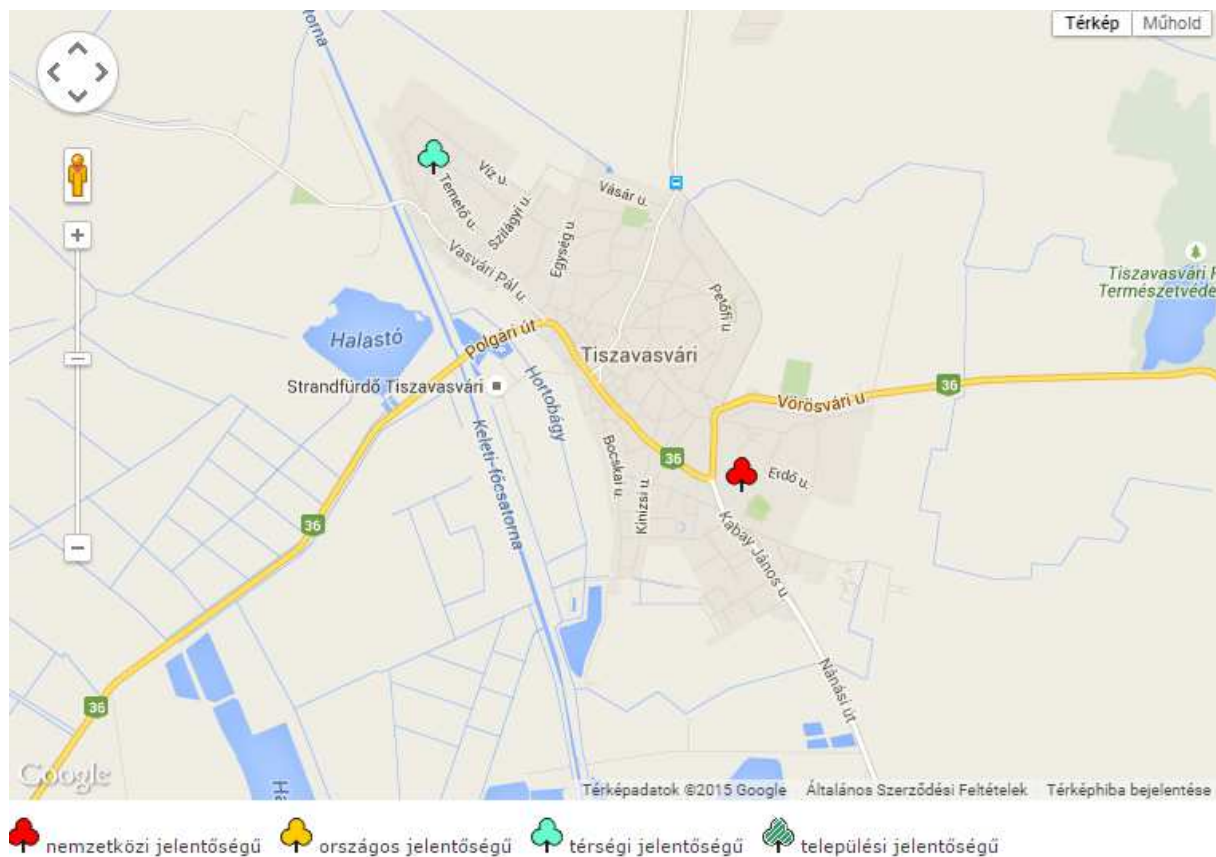 Térkép Műhold
torna
Víz u.
Temető u.
Szilágyi u.
Vásár u.
Egység u.
Vasvári Pál u.
Petőfi u
Tiszavasvári F
Természetvéde
Halastó
Polgári út
Tiszavasvári
Strandfürdő Tiszavasvári
Hortobágy
36
Vörösvári u
Keleti-főcsatorna
Bocskai u.
36
Erdő u.
Kinizsi u.
36
Kabay János u.
Nánási út
36
Google
Ha
Térképadatok ©2015 Google Általános Szerződési Feltételek Térképhiba bejelentése
nemzetközi jelentőségű országos jelentőségű térségi jelentőségű települési jelentőségű